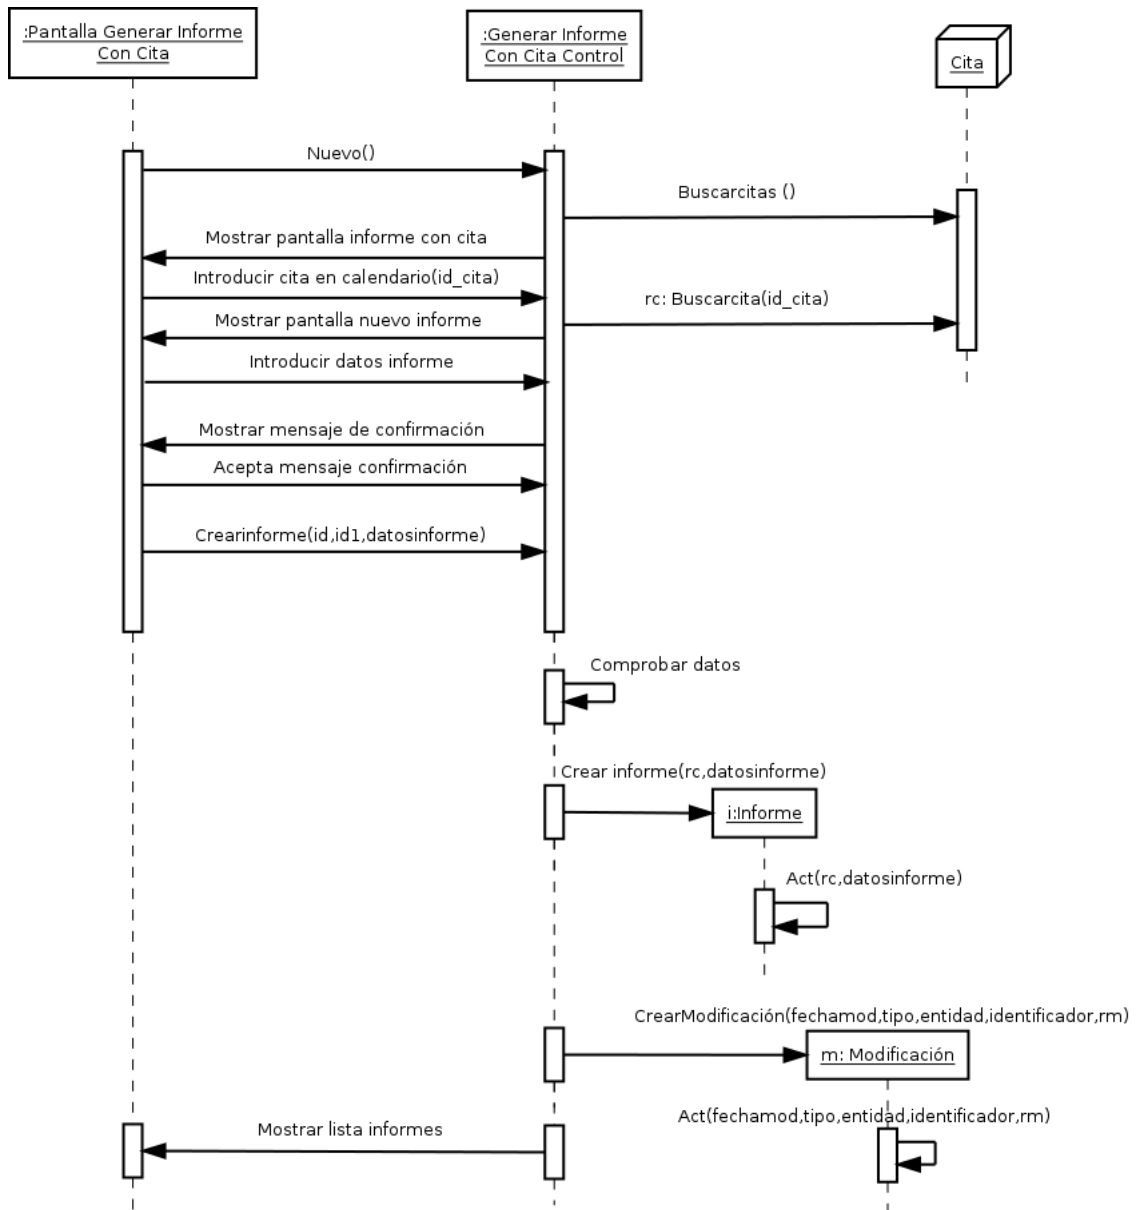 :Pantalla Generar Informe
Con Cita
:Generar Informe
Con Cita Control
Cita
Nuevo()
Buscarcitas ()
Mostrar pantalla informe con cita
Introducir cita en calendario(id_cita)
rc: Buscarcita(id_cita)
Mostrar pantalla nuevo informe
Introducir datos informe
Mostrar mensaje de confirmación
Acepta mensaje confirmación
Crearinforme(id,id1,datosinforme)
Comprobar datos
Crear informe(rc,datosinforme)
i:Informe
Act(rc,datosinforme)
CrearModificación(fechamod,tipo,entidad,identificador,rm)
m: Modificación
Act(fechamod,tipo,entidad,identificador,rm)
Mostrar lista informes